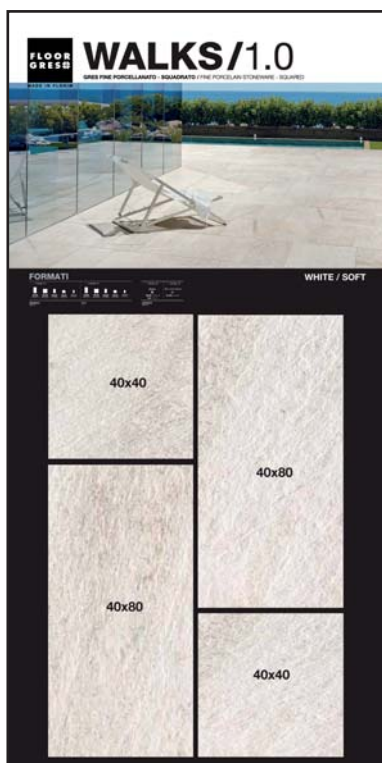 FLOOR
GRES
MADE IN FLORIM
WALKS/1.0
GRES FINE PORCELLANATO - SQUADRATO / FINE PORCELAIN STONEWARE - SQUARED
FORMATI
WHITE / SOFT
40x40
40x80
40x80
40x40